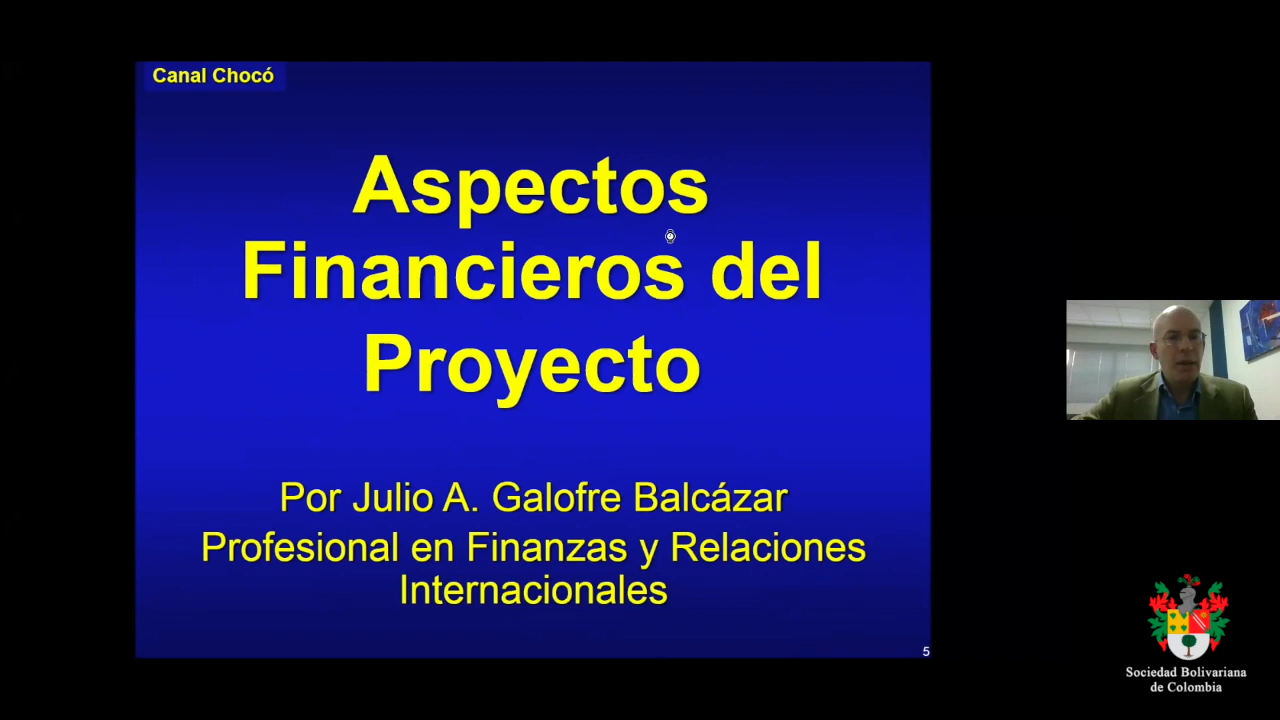 Canal Chocó
Aspectos
Financieros del
Proyecto
Por Julio A. Galofre Balcázar
Profesional en Finanzas y Relaciones
Internacionales
5
Sociedad Bolivariana
de Colombia